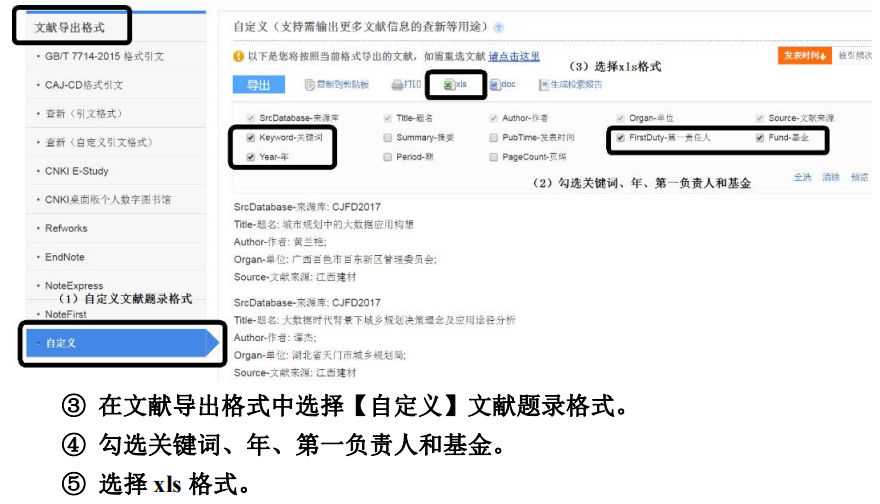 文献导出格式
• GB/T 7714-2015 格式引文
• CAJ-CD格式引文
• 查新（引文格式）
• 查新（自定义引文格式）
• CNKI E-Study
• CNKI桌面版个人数字图书馆
• Refworks
• EndNote
• NoteExpress
（1）自定义文献题录格式
• NoteFirst
• 自定义
自定义（支持需输出更多文献信息的查新等用途）
以下是您将按照当前格式导出的文献，如需重选文献 请点击这里
（3）选择xls格式
发表时间 被引频次
导出 复制到剪贴板 打印 xls doc 生成检索报告
SrcDatabase-来源库 Title-题名 Author-作者 Organ-单位 Source-文献来源
Keyword-关键词 Summary-摘要 PubTime-发表时间 FirstDuty-第一责任人 Fund-基金
Year-年 Period-期 PageCount-页码
（2）勾选关键词、年、第一负责人和基金
全选 清除 预览
SrcDatabase-来源库: CJFD2017
Title-题名: 城市规划中的大数据应用构想
Author-作者: 黄兰艳;
Organ-单位: 广西百色市百东新区管理委员会;
Source-文献来源: 江西建材
SrcDatabase-来源库: CJFD2017
Title-题名: 大数据时代背景下城乡规划决策理念及应用途径分析
Author-作者: 谭杰;
Organ-单位: 湖北省天门市城乡规划局;
Source-文献来源: 江西建材
③ 在文献导出格式中选择【自定义】文献题录格式。
④ 勾选关键词、年、第一负责人和基金。
⑤ 选择 xls 格式。